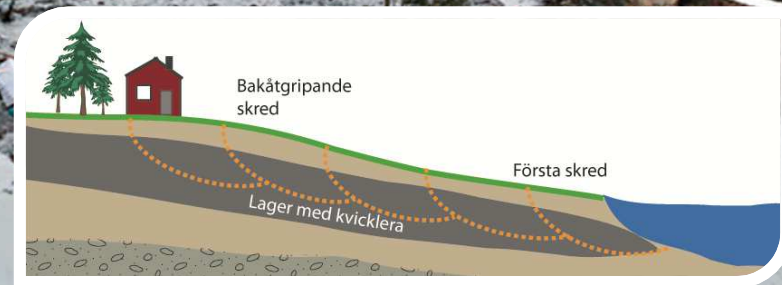 Bakåtgripande
skred
Första skred
Lager med kvicklera